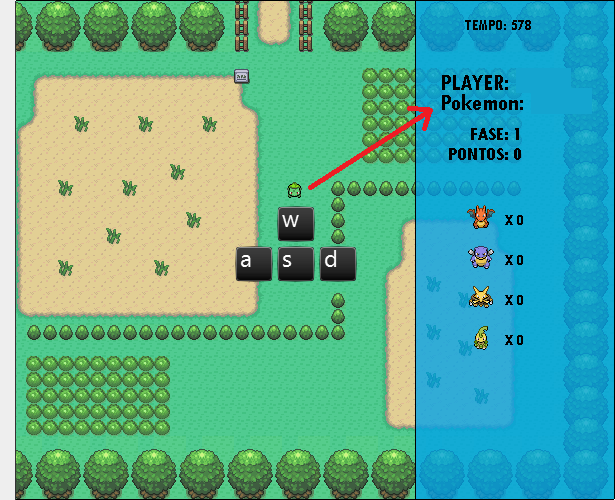 TEMPO: 578
PLAYER:
Pokemon:
FASE: 1
PONTOS: 0
w
a s d
X 0
X 0
X 0
X 0